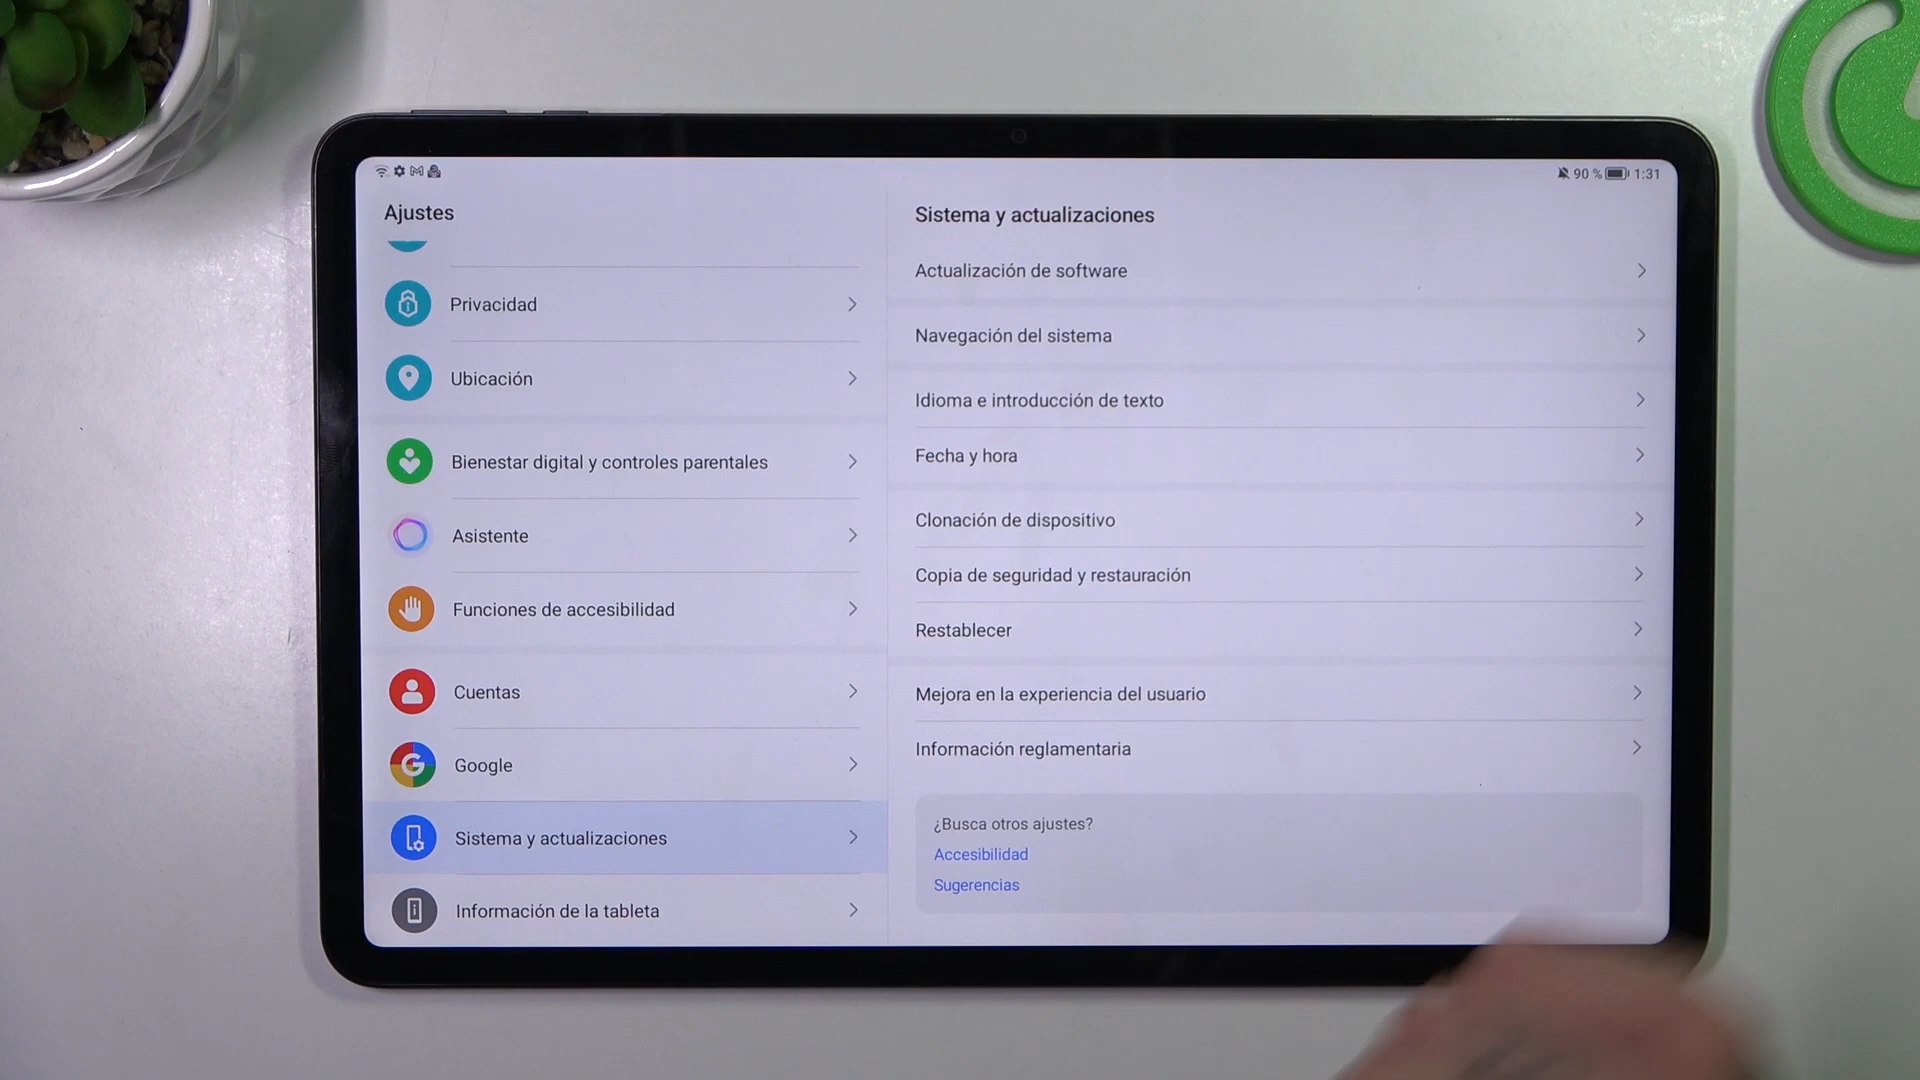 90 % 1:31
Ajustes
Privacidad
Ubicación
Bienestar digital y controles parentales
Asistente
Funciones de accesibilidad
Cuentas
Google
Sistema y actualizaciones
Información de la tableta
Sistema y actualizaciones
Actualización de software
Navegación del sistema
Idioma e introducción de texto
Fecha y hora
Clonación de dispositivo
Copia de seguridad y restauración
Restablecer
Mejora en la experiencia del usuario
Información reglamentaria
¿Busca otros ajustes?
Accesibilidad
Sugerencias